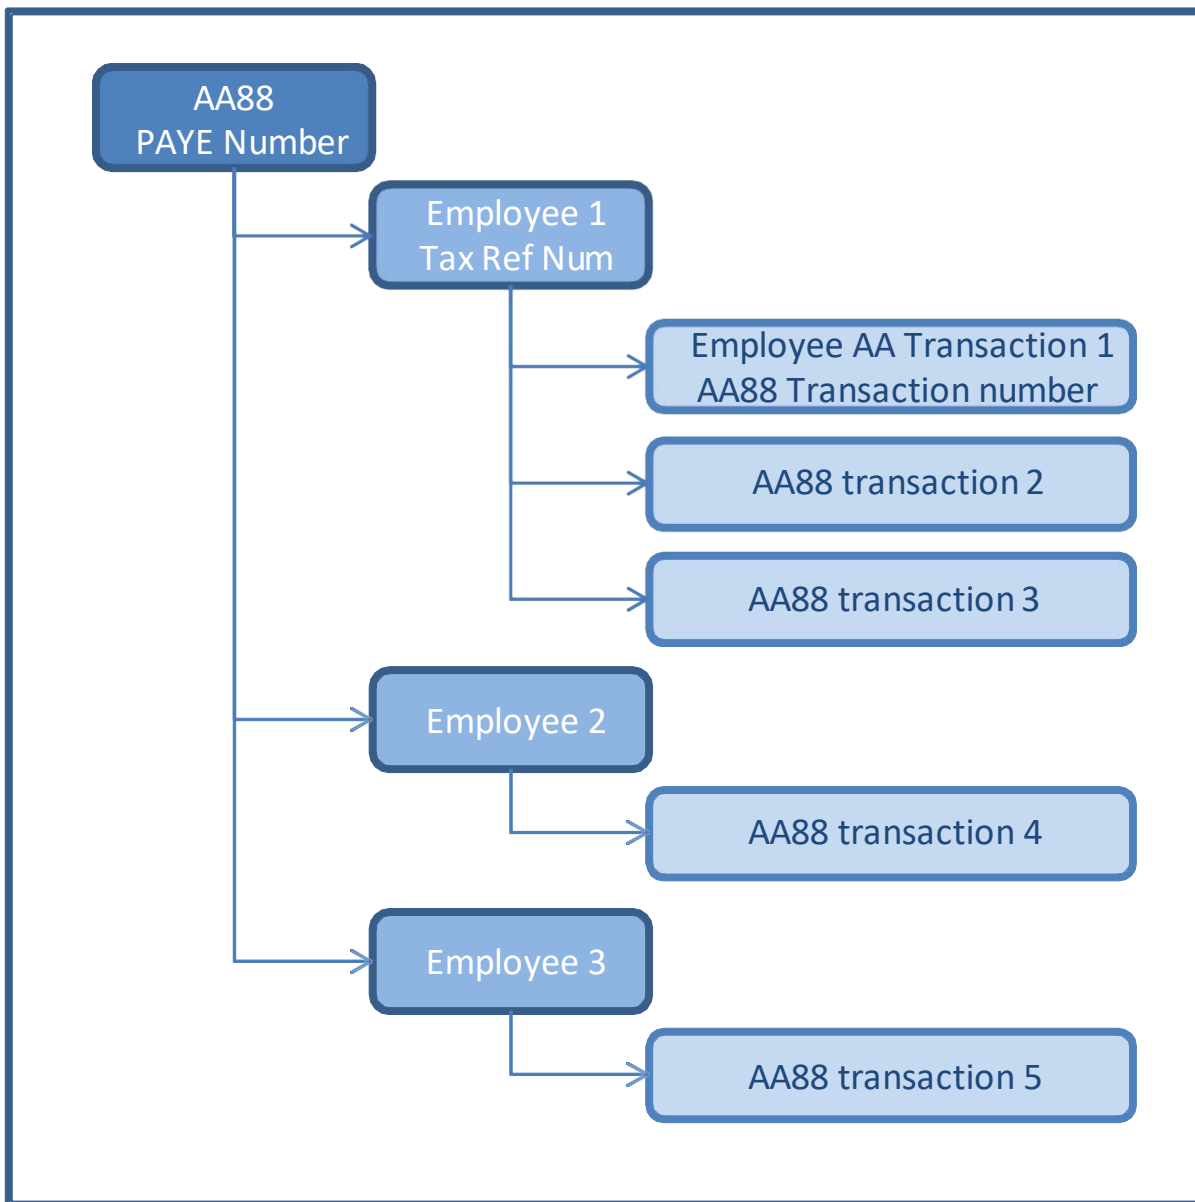 AA88
PAYE Number
Employee 1
Tax Ref Num
Employee AA Transaction 1
AA88 Transaction number
AA88 transaction 2
AA88 transaction 3
Employee 2
AA88 transaction 4
Employee 3
AA88 transaction 5